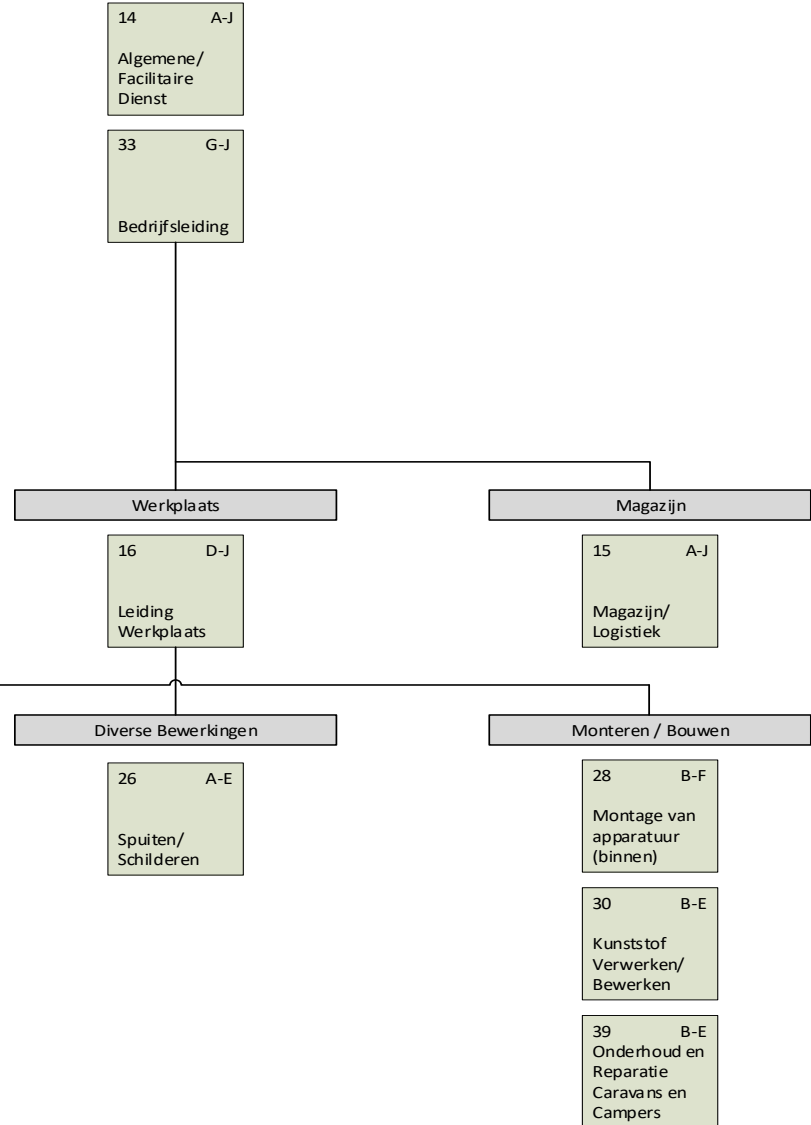 14 A-J
Algemene/
Facilitaire
Dienst
33 G-J
Bedrijfsleiding
Werkplaats
Magazijn
16 D-J
Leiding
Werkplaats
15 A-J
Magazijn/
Logistiek
Diverse Bewerkingen
Monteren / Bouwen
26 A-E
Spuiten/
Schilderen
28 B-F
Montage van
apparatuur
(binnen)
30 B-E
Kunststof
Verwerken/
Bewerken
39 B-E
Onderhoud en
Reparatie
Caravans en
Campers